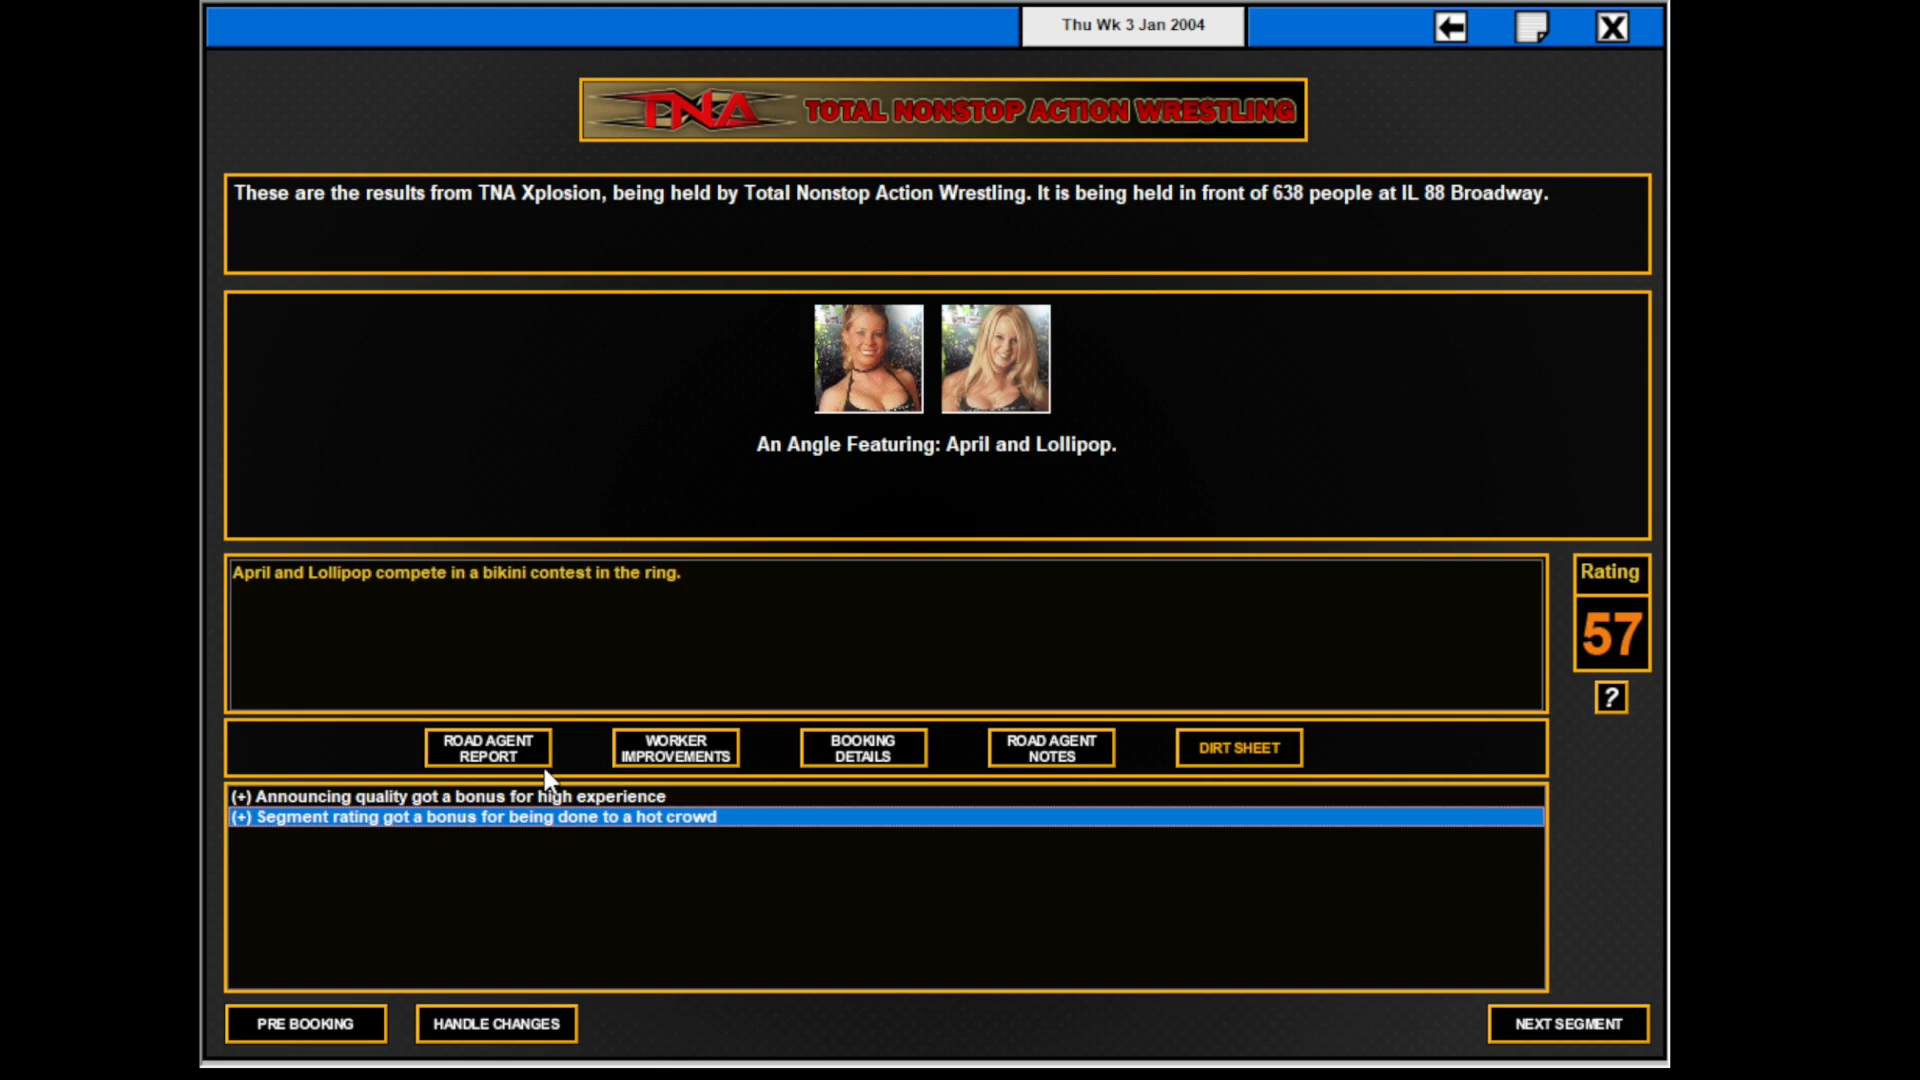 Thu Wk 3 Jan 2004
TNA TOTAL NONSTOP ACTION WRESTLING
These are the results from TNA Xplosion, being held by Total Nonstop Action Wrestling. It is being held in front of 638 people at IL 88 Broadway.
An Angle Featuring: April and Lollipop.
April and Lollipop compete in a bikini contest in the ring.
Rating
57
?
ROAD AGENT
REPORT
WORKER
IMPROVEMENTS
BOOKING
DETAILS
ROAD AGENT
NOTES
DIRT SHEET
(+) Announcing quality got a bonus for high experience
(+) Segment rating got a bonus for being done to a hot crowd
PRE BOOKING
HANDLE CHANGES
NEXT SEGMENT